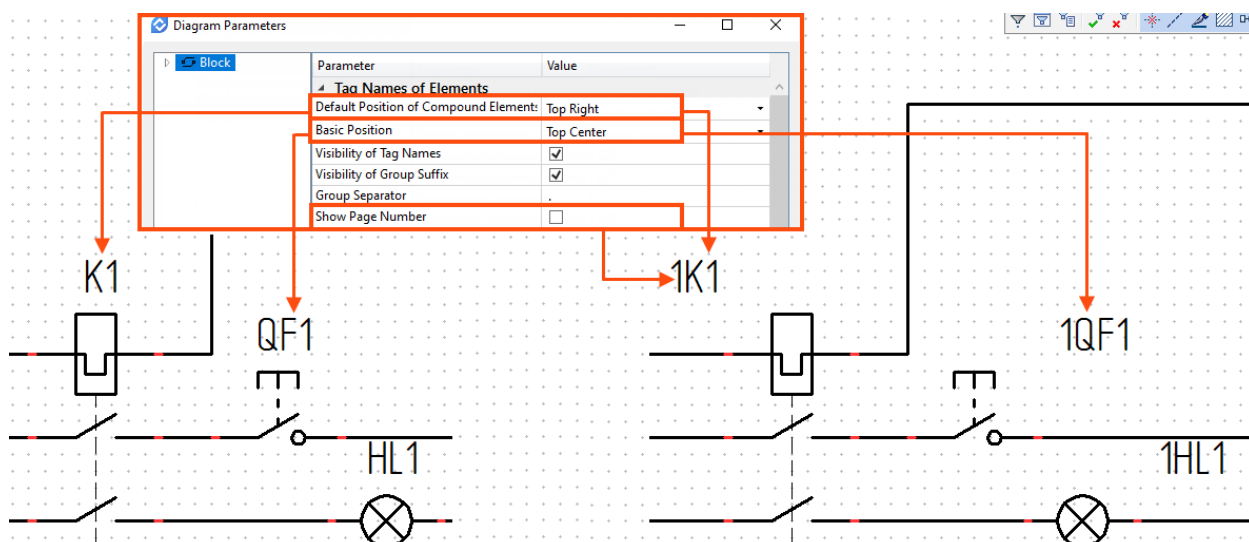 Diagram Parameters
Block
Parameter Value
Tag Names of Elements
Default Position of Compound Element: Top Right
Basic Position Top Center
Visibility of Tag Names
Visibility of Group Suffix
Group Separator .
Show Page Number
K1 1K1
QF1 1QF1
HL1 1HL1